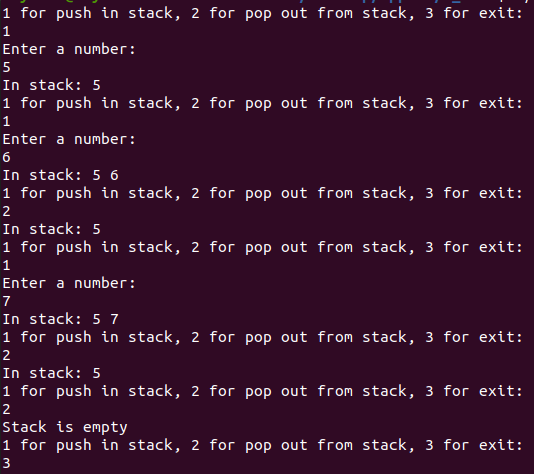 1 for push in stack, 2 for pop out from stack, 3 for exit:
1
Enter a number:
5
In stack: 5
1 for push in stack, 2 for pop out from stack, 3 for exit:
1
Enter a number:
6
In stack: 5 6
1 for push in stack, 2 for pop out from stack, 3 for exit:
2
In stack: 5
1 for push in stack, 2 for pop out from stack, 3 for exit:
1
Enter a number:
7
In stack: 5 7
1 for push in stack, 2 for pop out from stack, 3 for exit:
2
In stack: 5
1 for push in stack, 2 for pop out from stack, 3 for exit:
2
Stack is empty
1 for push in stack, 2 for pop out from stack, 3 for exit:
3